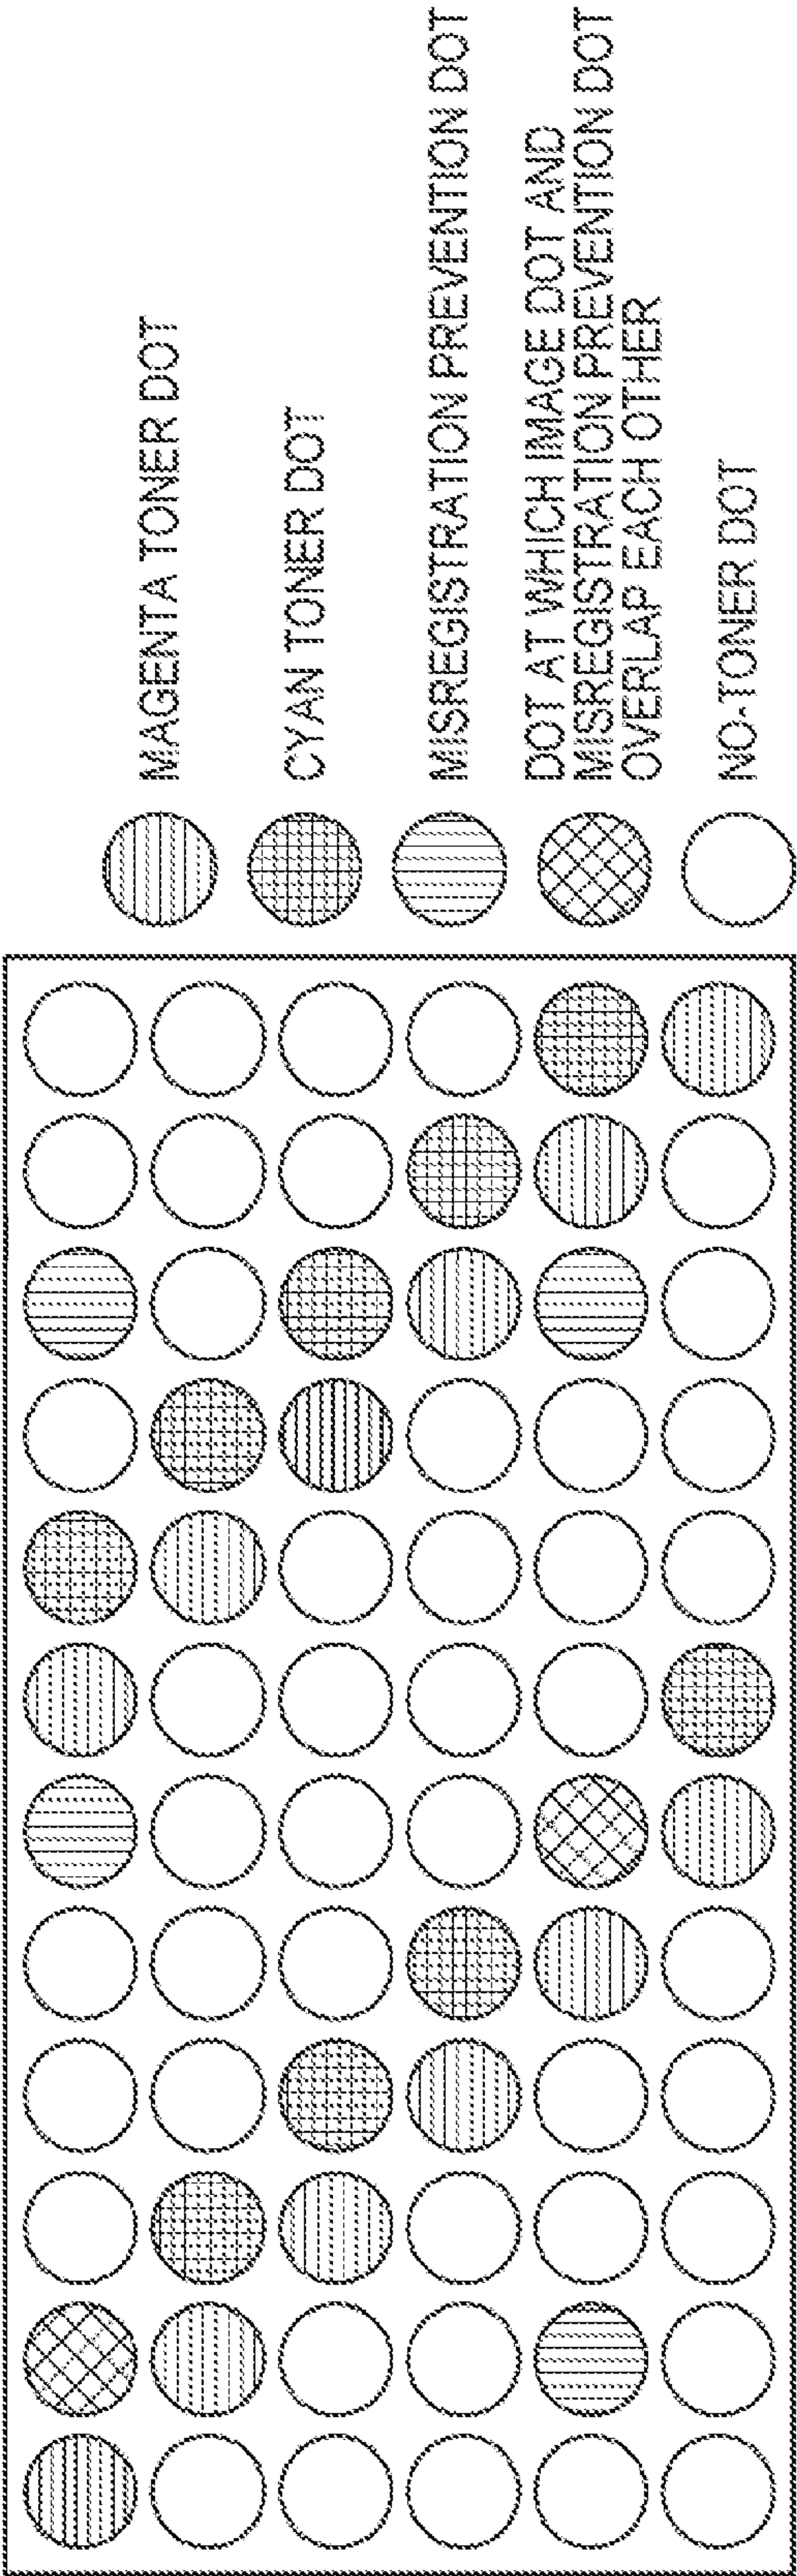 MAGENTA TONER DOT
CYAN TONER DOT
MISREGISTRATION PREVENTION DOT
DOT AT WHICH IMAGE DOT AND
MISREGISTRATION PREVENTION DOT
OVERLAP EACH OTHER
NO-TONER DOT